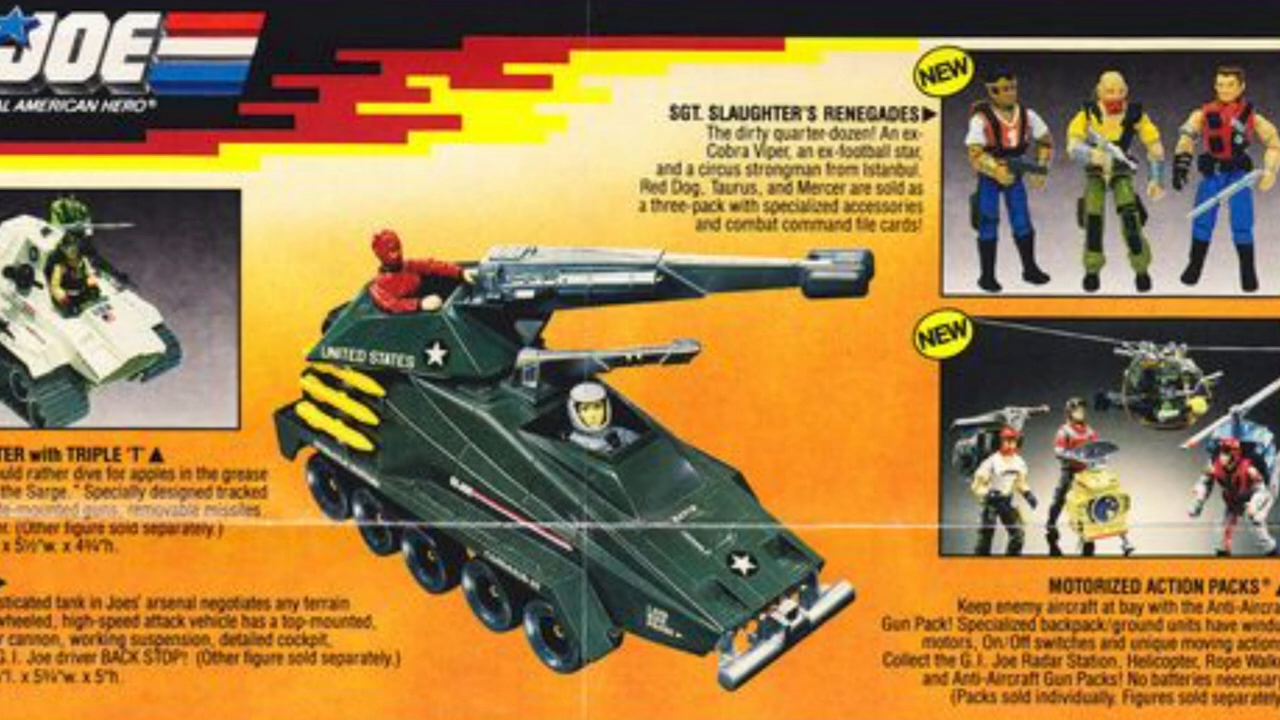 JOE
AL AMERICAN HERO®
NEW
SGT. SLAUGHTER'S RENEGADES▶
The dirty quarter-dozen! An ex-
Cobra Viper, an ex-football star,
and a circus strongman from Istanbul.
Red Dog, Taurus, and Mercer are sold as
a three-pack with specialized accessories
and combat command file cards!
UNITED STATES
NEW
TER with TRIPLE 'T' ▲
uld rather dive for apples in the grease
the Sarge." Specially designed tracked
le-mounted guns, removable missiles
r. (Other figure sold separately.)
x 5½"w. x 4¾"h.
sticated tank in Joes' arsenal negotiates any terrain
wheeled, high-speed attack vehicle has a top-mounted,
r cannon, working suspension, detailed cockpit,
G.I. Joe driver BACK STOP! (Other figure sold separately.)
"l. x 5¾"w. x 5"h.
MOTORIZED ACTION PACKS®
Keep enemy aircraft at bay with the Anti-Aircra
Gun Pack! Specialized backpack/ground units have wind
motors, On/Off switches and unique moving action
Collect the G.I. Joe Radar Station, Helicopter, Rope Walk
and Anti-Aircraft Gun Packs! No batteries necessar
(Packs sold individually. Figures sold separatel